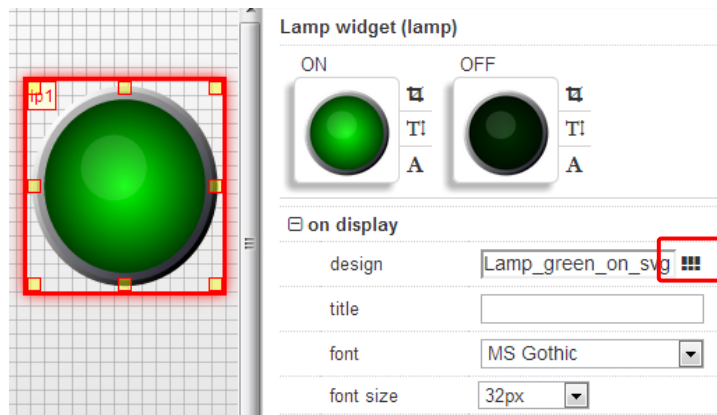 Lamp widget (lamp)
ON
OFF
lp1
T
T
A
A
on display
design
Lamp_green_on_svg
title
font
MS Gothic
font size
32px